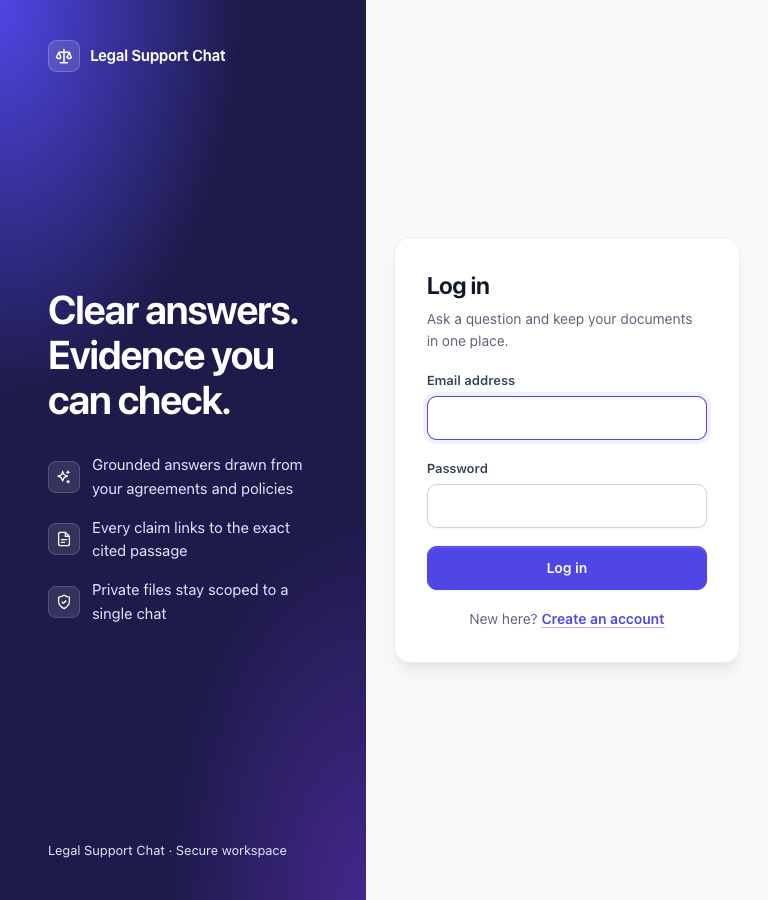 Legal Support Chat
Clear answers.
Evidence you
can check.
Grounded answers drawn from
your agreements and policies
Every claim links to the exact
cited passage
Private files stay scoped to a
single chat
Legal Support Chat · Secure workspace
Log in
Ask a question and keep your documents
in one place.
Email address
Password
Log in
New here? Create an account